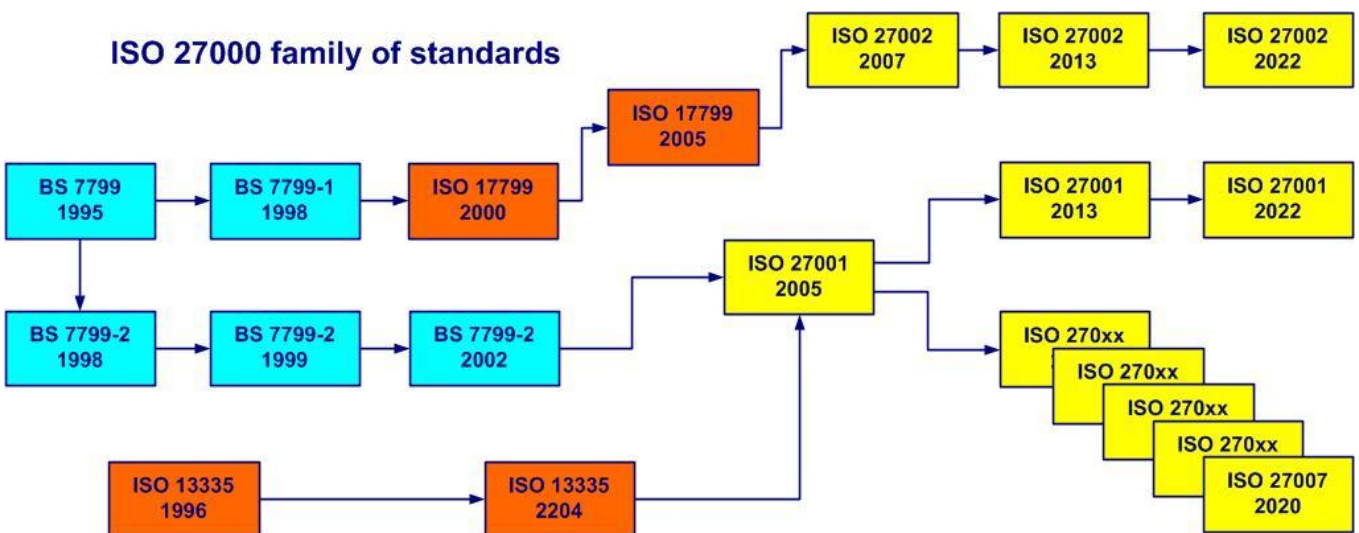 ISO 27000 family of standards
ISO 27002
2007
ISO 27002
2013
ISO 27002
2022
ISO 17799
2005
BS 7799
1995
BS 7799-1
1998
ISO 17799
2000
ISO 27001
2013
ISO 27001
2022
ISO 27001
2005
BS 7799-2
1998
BS 7799-2
1999
BS 7799-2
2002
ISO 270xx
ISO 270xx
ISO 270xx
ISO 270xx
ISO 27007
2020
ISO 13335
1996
ISO 13335
2204